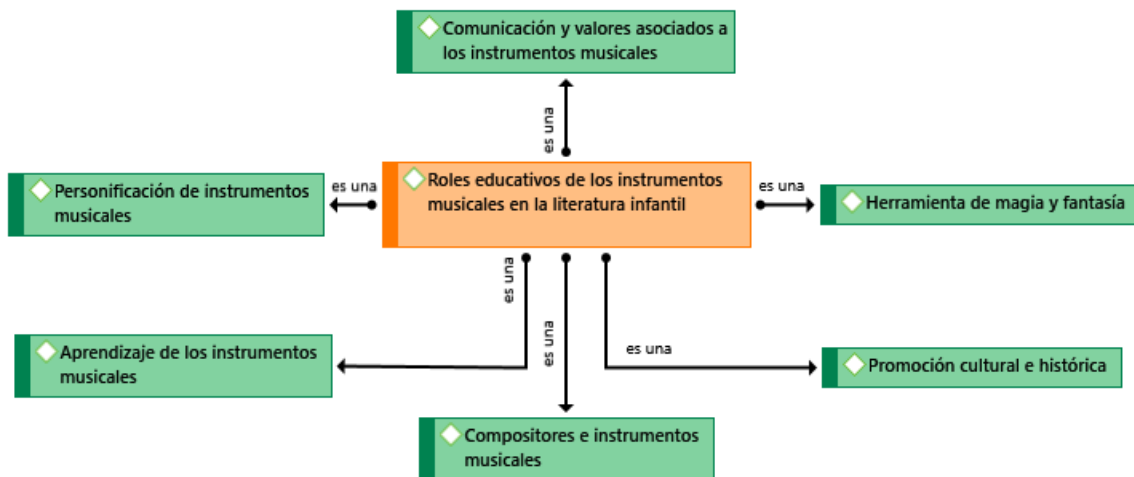 Comunicación y valores asociados a
los instrumentos musicales
es una
Personificación de instrumentos
musicales
es una
Roles educativos de los instrumentos
musicales en la literatura infantil
es una
Herramienta de magia y fantasía
es una
es una
es una
Aprendizaje de los instrumentos
musicales
Promoción cultural e histórica
Compositores e instrumentos
musicales